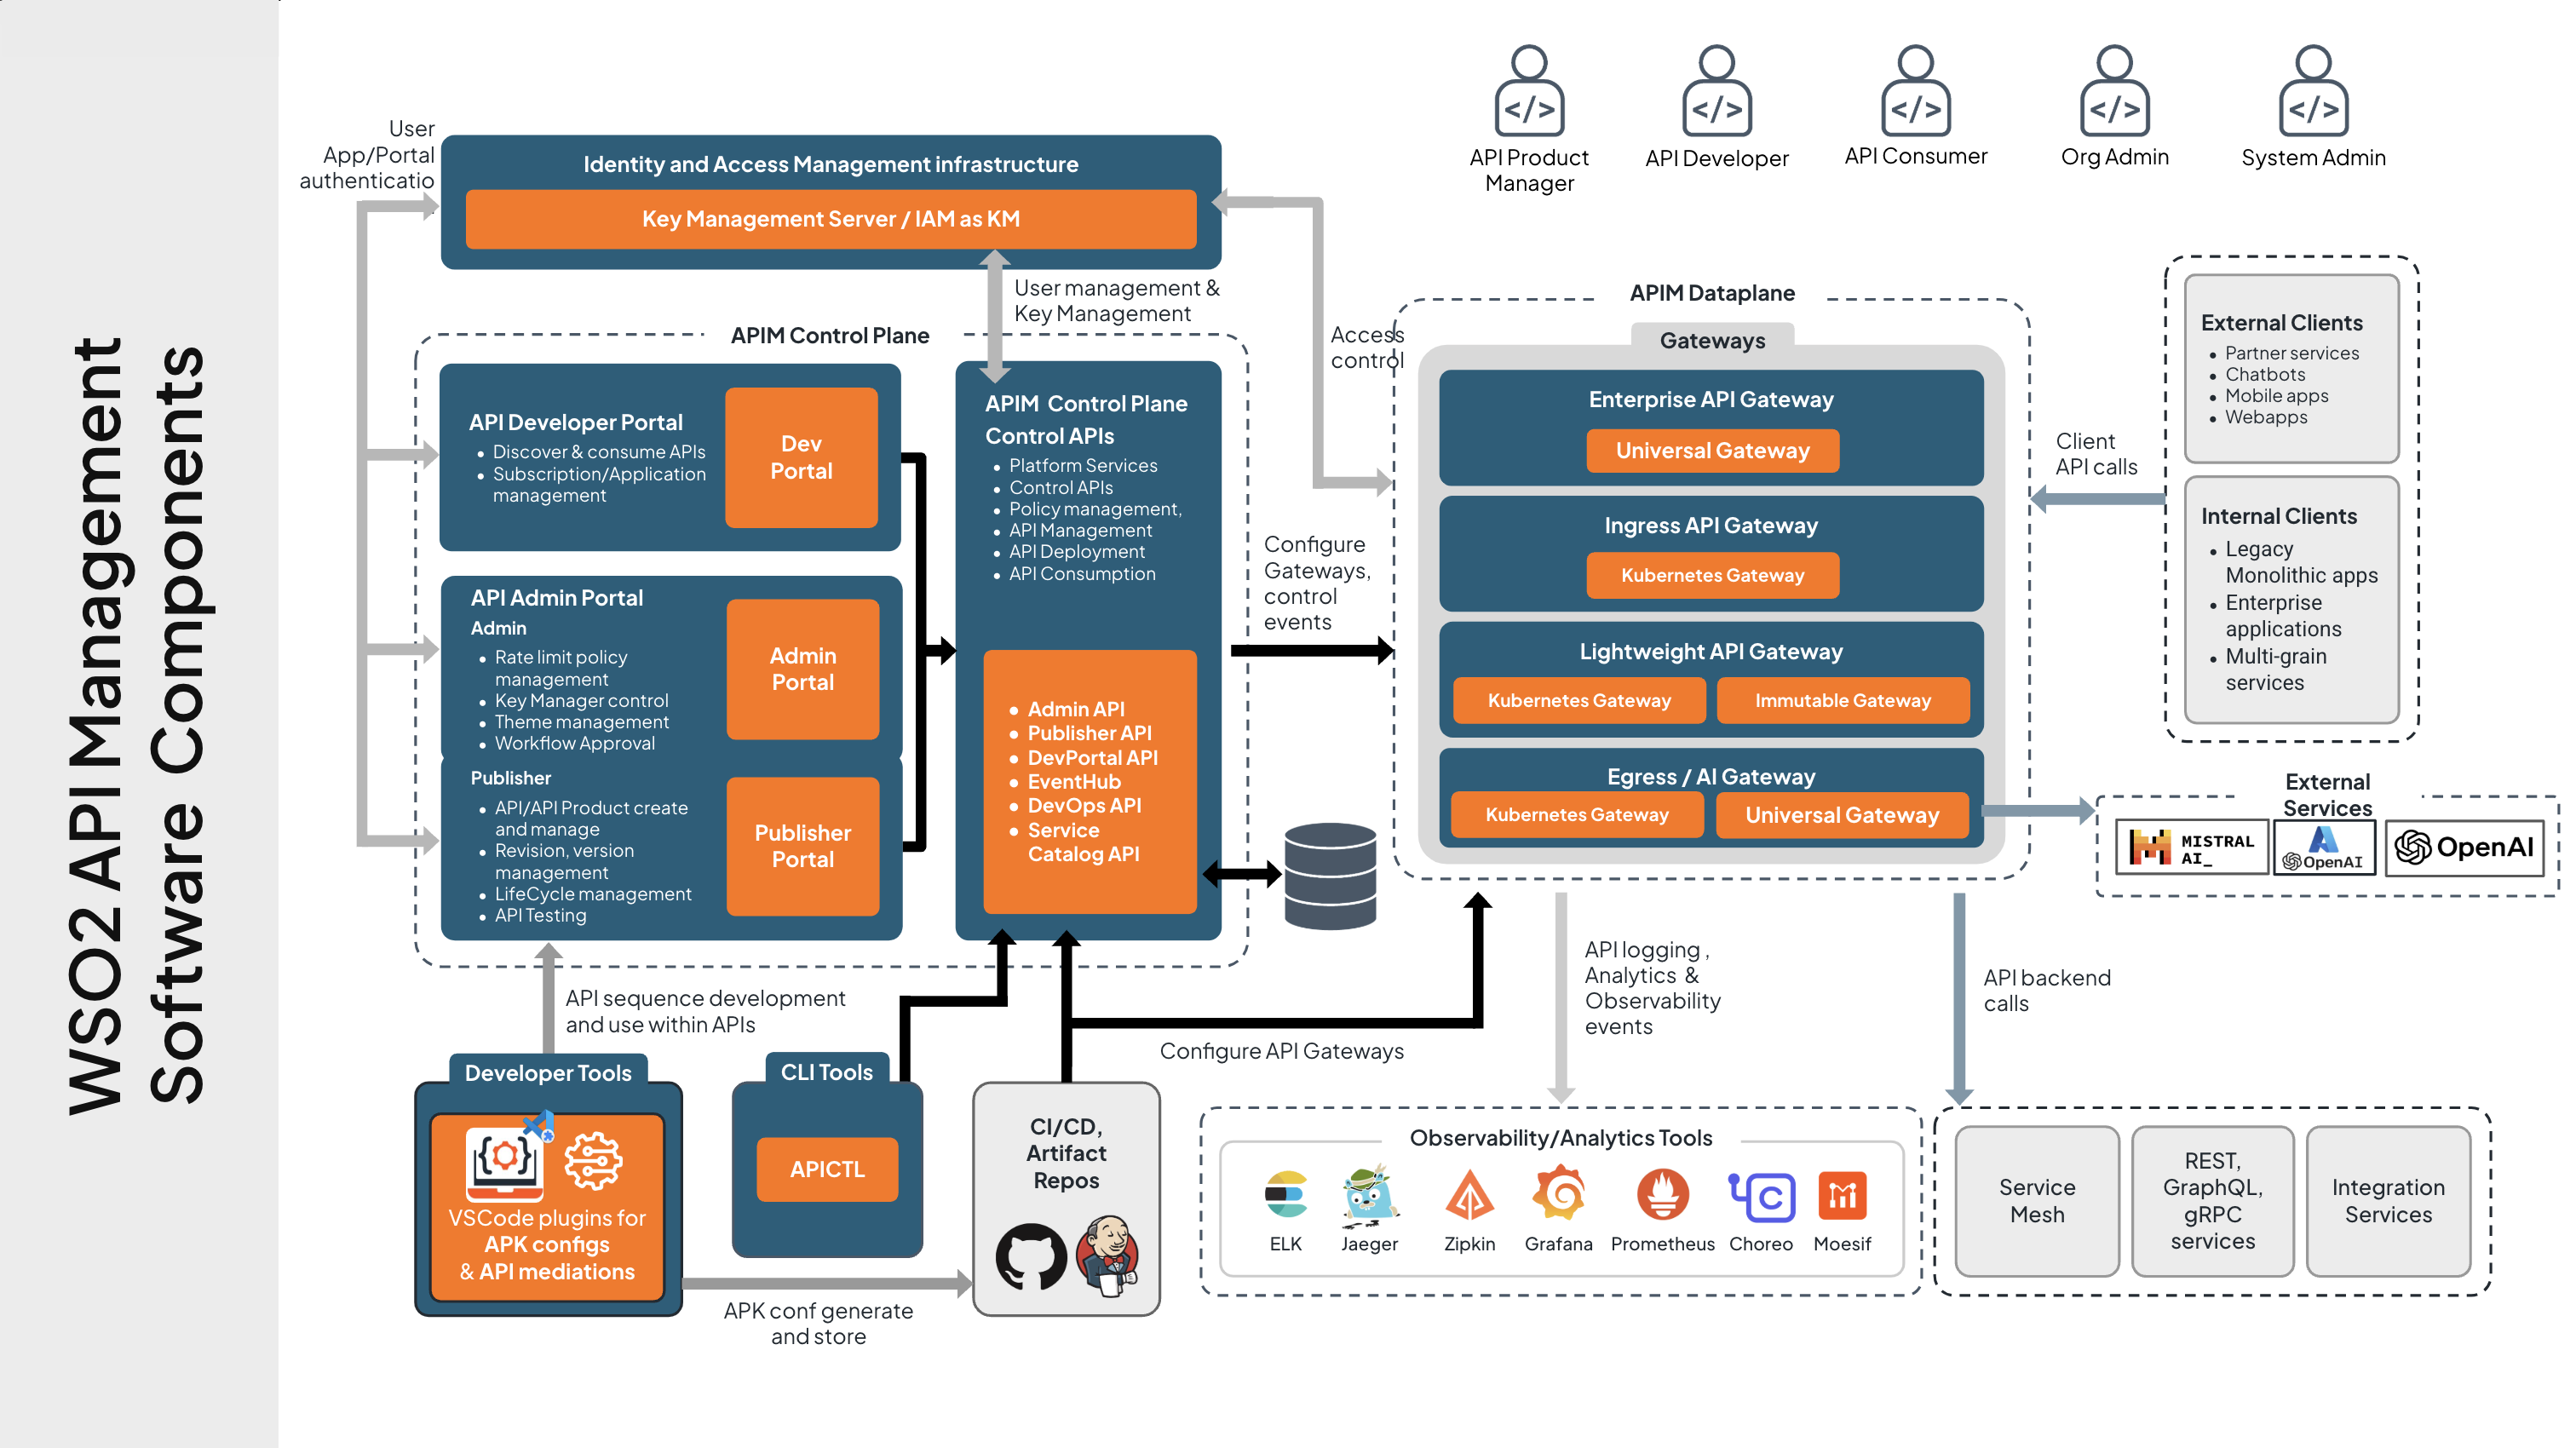 WSO2 API Management
Software Components
</>
</>
</>
</>
</>
API Product
Manager
API Developer
API Consumer
Org Admin
System Admin
User
App/Portal
authenticatio
Identity and Access Management infrastructure
Key Management Server / IAM as KM
User management &
Key Management
Access
control
APIM Control Plane
API Developer Portal
• Discover & consume APIs
• Subscription/Application
management
Dev
Portal
API Admin Portal
Admin
• Rate limit policy
management
• Key Manager control
• Theme management
• Workflow Approval
Admin
Portal
Publisher
• API/API Product create
and manage
• Revision, version
management
• LifeCycle management
• API Testing
Publisher
Portal
APIM Control Plane
Control APIs
• Platform Services
• Control APIs
• Policy management,
• API Management
• API Deployment
• API Consumption
• Admin API
• Publisher API
• DevPortal API
• EventHub
• DevOps API
• Service
Catalog API
Configure
Gateways,
control
events
APIM Dataplane
Gateways
Enterprise API Gateway
Universal Gateway
Ingress API Gateway
Kubernetes Gateway
Lightweight API Gateway
Kubernetes Gateway
Immutable Gateway
Egress / AI Gateway
Kubernetes Gateway
Universal Gateway
Client
API calls
External Clients
• Partner services
• Chatbots
• Mobile apps
• Webapps
Internal Clients
• Legacy
Monolithic apps
• Enterprise
applications
• Multi-grain
services
External
Services
MISTRAL
AI_
OpenAI
OpenAI
API sequence development
and use within APIs
Configure API Gateways
API logging ,
Analytics &
Observability
events
API backend
calls
Developer Tools
{ }
VSCode plugins for
APK configs
& API mediations
CLI Tools
APICTL
APK conf generate
and store
CI/CD,
Artifact
Repos
Observability/Analytics Tools
C
ELK
Jaeger
Zipkin
Grafana
Prometheus
Choreo
Moesif
Service
Mesh
REST,
GraphQL,
gRPC
services
Integration
Services